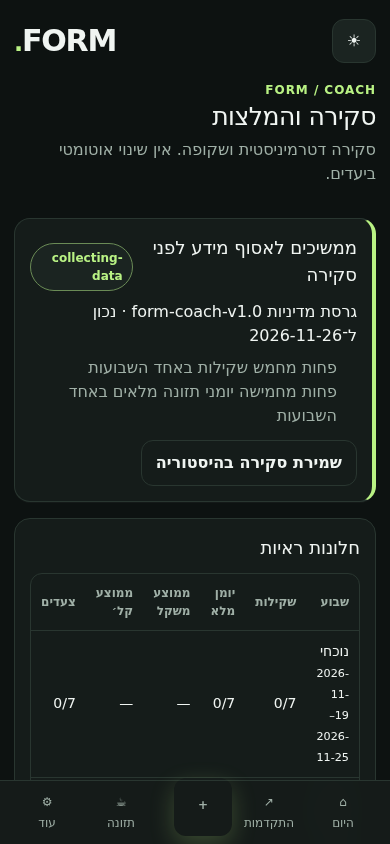 FORM.
FORM / COACH
סקירה והמלצות
סקירה דטרמיניסטית ושקופה. אין שינוי אוטומטי
ביעדים.
ממשיכים לאסוף מידע לפני
סקירה
collecting-
data
גרסת מדיניות form-coach-v1.0 · נכון
ל־2026-11-26
פחות מחמש שקילות באחד השבועות
פחות מחמישה יומני תזונה מלאים באחד
השבועות
שמירת סקירה בהיסטוריה
חלונות ראיות
שבוע שקילות יומן מלא ממוצע משקל ממוצע קל׳ צעדים
נוכחי
2026-
11-
19–
2026-
11-25
0/7 0/7 — — 0/7
היום
התקדמות
+
תזונה
עוד